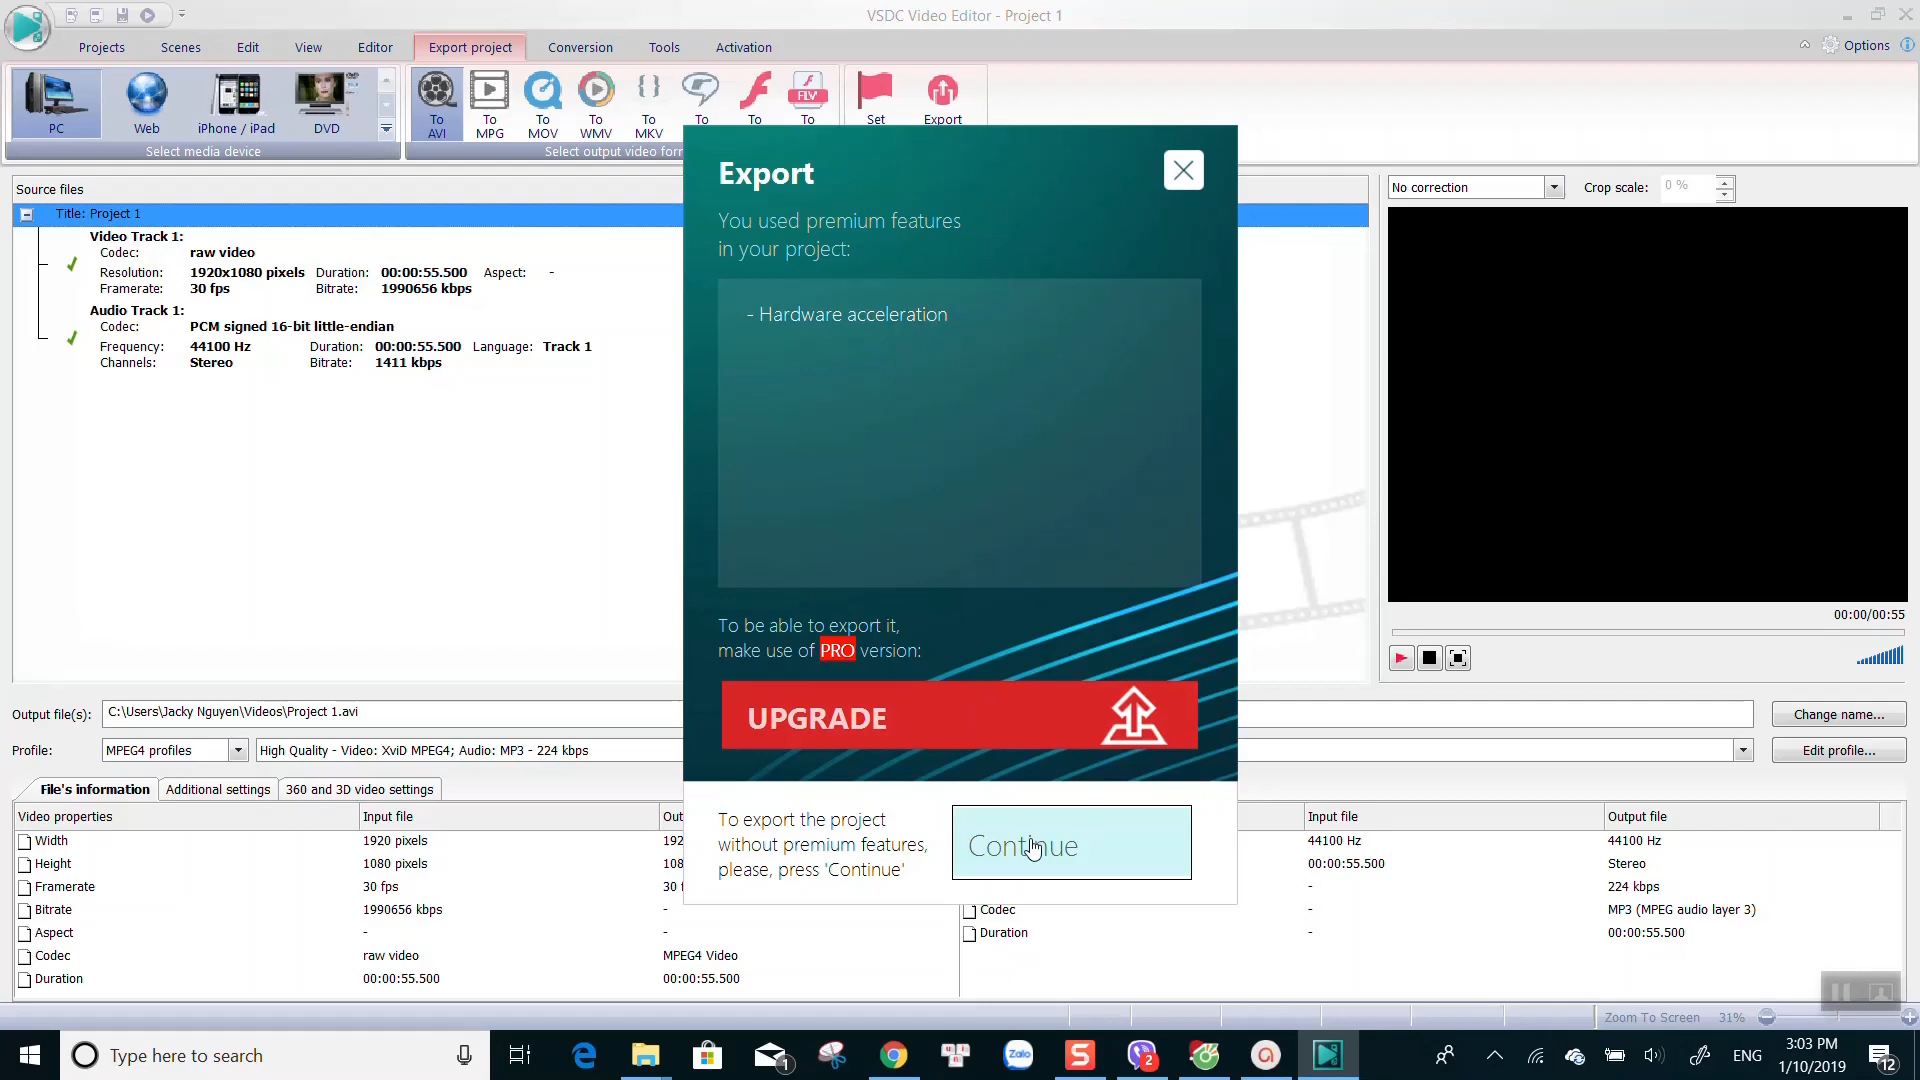 VSDC Video Editor - Project 1
Projects
Scenes
Edit
View
Editor
Export project
Conversion
Tools
Activation
Options
PC
Web
iPhone / iPad
DVD
To
AVI
To
MPG
To
MOV
To
WMV
To
MKV
To
To
FLV
To
Set
Export
Select media device
Select output video for
Source files
Title: Project 1
Video Track 1:
Codec: raw video
Resolution: 1920x1080 pixels Duration: 00:00:55.500 Aspect: -
Framerate: 30 fps Bitrate: 1990656 kbps
Audio Track 1:
Codec: PCM signed 16-bit little-endian
Frequency: 44100 Hz Duration: 00:00:55.500 Language: Track 1
Channels: Stereo Bitrate: 1411 kbps
Export
You used premium features
in your project:
- Hardware acceleration
To be able to export it,
make use of PRO version:
UPGRADE
To export the project
without premium features,
please, press 'Continue'
Continue
No correction
Crop scale: 0 %
00:00/00:55
Output file(s): C:\Users\Jacky Nguyen\Videos\Project 1.avi
Change name...
Profile: MPEG4 profiles High Quality - Video: XviD MPEG4; Audio: MP3 - 224 kbps
Edit profile...
File's information
Additional settings
360 and 3D video settings
Video properties Input file Out
Width 1920 pixels 192
Height 1080 pixels 108
Framerate 30 fps 30 f
Bitrate 1990656 kbps -
Aspect - -
Codec raw video MPEG4 Video
Duration 00:00:55.500 00:00:55.500
Input file Output file
44100 Hz 44100 Hz
00:00:55.500 Stereo
- 224 kbps
Codec - MP3 (MPEG audio layer 3)
Duration - 00:00:55.500
Zoom To Screen 31%
Type here to search
1
Zalo
S
2
ENG
3:03 PM
1/10/2019
12